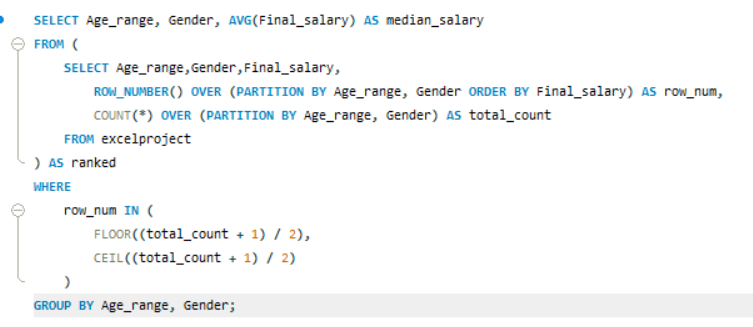 SELECT Age_range, Gender, AVG(Final_salary) AS median_salary
FROM (
SELECT Age_range,Gender,Final_salary,
ROW_NUMBER() OVER (PARTITION BY Age_range, Gender ORDER BY Final_salary) AS row_num,
COUNT(*) OVER (PARTITION BY Age_range, Gender) AS total_count
FROM excelproject
) AS ranked
WHERE
row_num IN (
FLOOR((total_count + 1) / 2),
CEIL((total_count + 1) / 2)
)
GROUP BY Age_range, Gender;